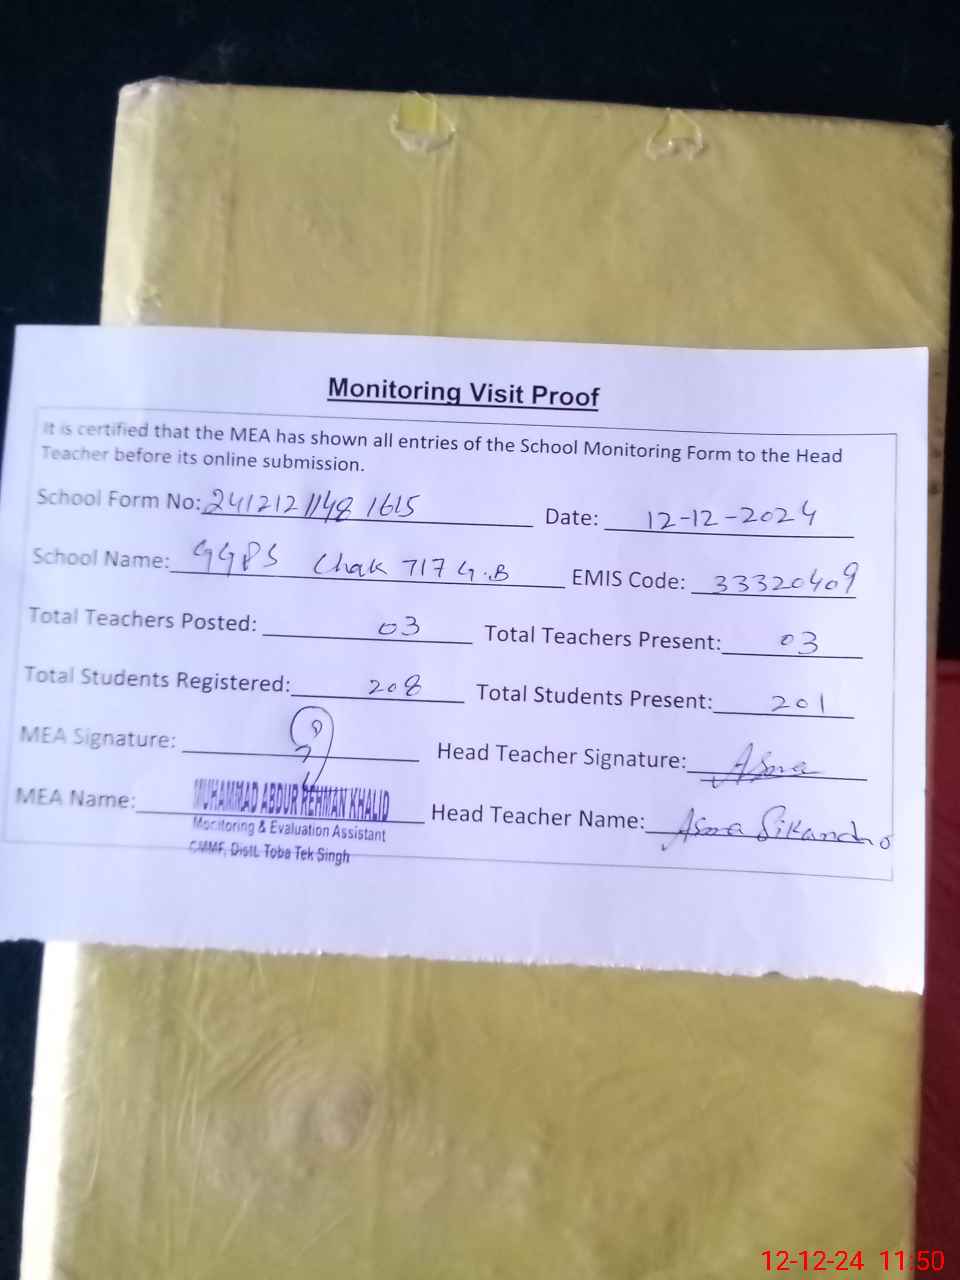 Monitoring Visit Proof
It is certified that the MEA has shown all entries of the School Monitoring Form to the Head
Teacher before its online submission.
School Form No: 2412121148 1615 Date: 12-12-2024
School Name: GGPS Chak 717 G.B EMIS Code: 33320409
Total Teachers Posted: 03 Total Teachers Present: 03
Total Students Registered: 208 Total Students Present: 201
MEA Signature: Head Teacher Signature: Asma
MEA Name: MUHAMMAD ABDUR REHMAN KHALID Head Teacher Name: Asma Sikandro
Monitoring & Evaluation Assistant
CMMF, Distt. Toba Tek Singh
12-12-24 11:50